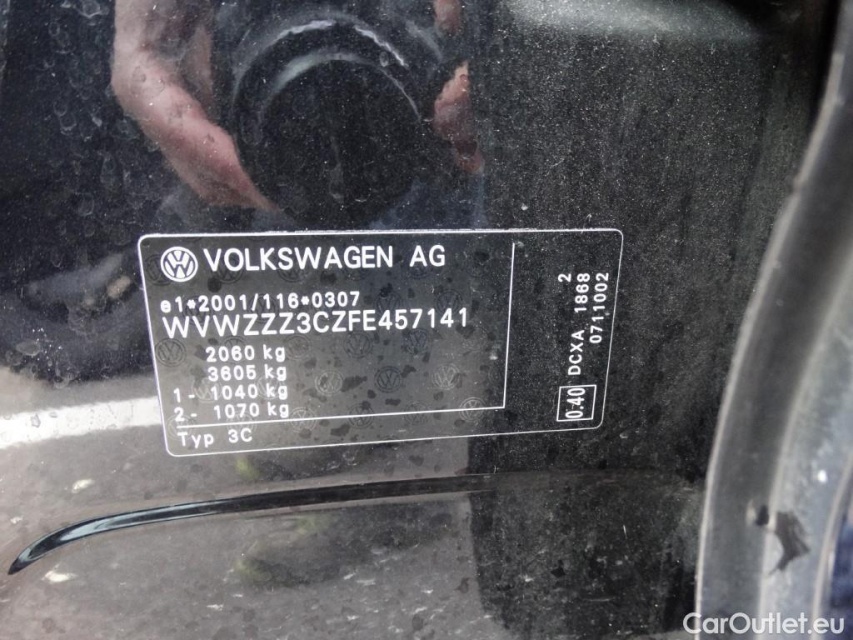 VOLKSWAGEN AG
e1*2001/116*0307
WVWZZZ3CZFE457141
2060 kg
3605 kg
1- 1040 kg
2- 1070 kg
Typ 3C
0.40
DCXA 1868 2
0711002
CarOutlet.eu